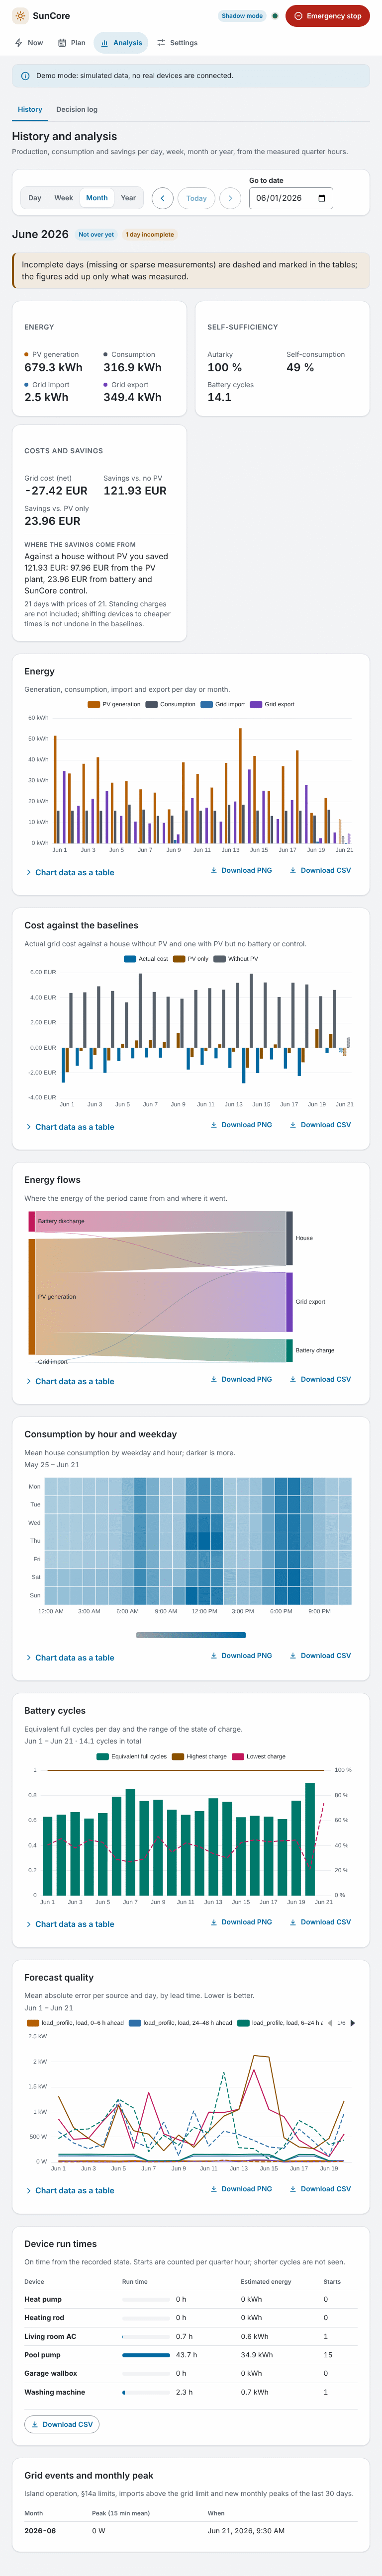 SunCore
Shadow mode
Emergency stop
Now
Plan
Analysis
Settings
Demo mode: simulated data, no real devices are connected.
History
Decision log
History and analysis
Production, consumption and savings per day, week, month or year, from the measured quarter hours.
Go to date
Day
Week
Month
Year
Today
06/01/2026
June 2026
Not over yet
1 day incomplete
Incomplete days (missing or sparse measurements) are dashed and marked in the tables;
the figures add up only what was measured.
ENERGY
PV generation
Consumption
679.3 kWh
316.9 kWh
Grid import
Grid export
2.5 kWh
349.4 kWh
SELF-SUFFICIENCY
Autarky
Self-consumption
100 %
49 %
Battery cycles
14.1
COSTS AND SAVINGS
Grid cost (net)
Savings vs. no PV
-27.42 EUR
121.93 EUR
Savings vs. PV only
23.96 EUR
WHERE THE SAVINGS COME FROM
Against a house without PV you saved
121.93 EUR: 97.96 EUR from the PV
plant, 23.96 EUR from battery and
SunCore control.
21 days with prices of 21. Standing charges
are not included; shifting devices to cheaper
times is not undone in the baselines.
Energy
Generation, consumption, import and export per day or month.
PV generation
Consumption
Grid import
Grid export
60 kWh
50 kWh
40 kWh
30 kWh
20 kWh
10 kWh
0 kWh
Jun 1
Jun 3
Jun 5
Jun 7
Jun 9
Jun 11
Jun 13
Jun 15
Jun 17
Jun 19
Jun 21
Chart data as a table
Download PNG
Download CSV
Cost against the baselines
Actual grid cost against a house without PV and one with PV but no battery or control.
Actual cost
PV only
Without PV
6.00 EUR
4.00 EUR
2.00 EUR
0.00 EUR
-2.00 EUR
-4.00 EUR
Jun 1
Jun 3
Jun 5
Jun 7
Jun 9
Jun 11
Jun 13
Jun 15
Jun 17
Jun 19
Jun 21
Chart data as a table
Download PNG
Download CSV
Energy flows
Where the energy of the period came from and where it went.
Battery discharge
House
PV generation
Grid export
Battery charge
Grid import
Chart data as a table
Download PNG
Download CSV
Consumption by hour and weekday
Mean house consumption by weekday and hour; darker is more.
May 25 – Jun 21
Mon
Tue
Wed
Thu
Fri
Sat
Sun
12:00 AM
3:00 AM
6:00 AM
9:00 AM
12:00 PM
3:00 PM
6:00 PM
9:00 PM
Chart data as a table
Download PNG
Download CSV
Battery cycles
Equivalent full cycles per day and the range of the state of charge.
Jun 1 – Jun 21 · 14.1 cycles in total
Equivalent full cycles
Highest charge
Lowest charge
1
0.8
0.6
0.4
0.2
0
100 %
80 %
60 %
40 %
20 %
0 %
Jun 1
Jun 3
Jun 5
Jun 7
Jun 9
Jun 11
Jun 13
Jun 15
Jun 17
Jun 19
Jun 21
Chart data as a table
Download PNG
Download CSV
Forecast quality
Mean absolute error per source and day, by lead time. Lower is better.
Jun 1 – Jun 21
load_profile, load, 0–6 h ahead
load_profile, load, 24–48 h ahead
load_profile, load, 6–24 h
1/6
2.5 kW
2 kW
1.5 kW
1 kW
500 W
0 W
Jun 1
Jun 3
Jun 5
Jun 7
Jun 9
Jun 11
Jun 13
Jun 15
Jun 17
Jun 19
Chart data as a table
Download PNG
Download CSV
Device run times
On time from the recorded state. Starts are counted per quarter hour; shorter cycles are not seen.
Device
Run time
Estimated energy
Starts
Heat pump
0 h
0 kWh
0
Heating rod
0 h
0 kWh
0
Living room AC
0.7 h
0.6 kWh
1
Pool pump
43.7 h
34.9 kWh
15
Garage wallbox
0 h
0 kWh
0
Washing machine
2.3 h
0.7 kWh
1
Download CSV
Grid events and monthly peak
Island operation, §14a limits, imports above the grid limit and new monthly peaks of the last 30 days.
Month
Peak (15 min mean)
When
2026-06
0 W
Jun 21, 2026, 9:30 AM